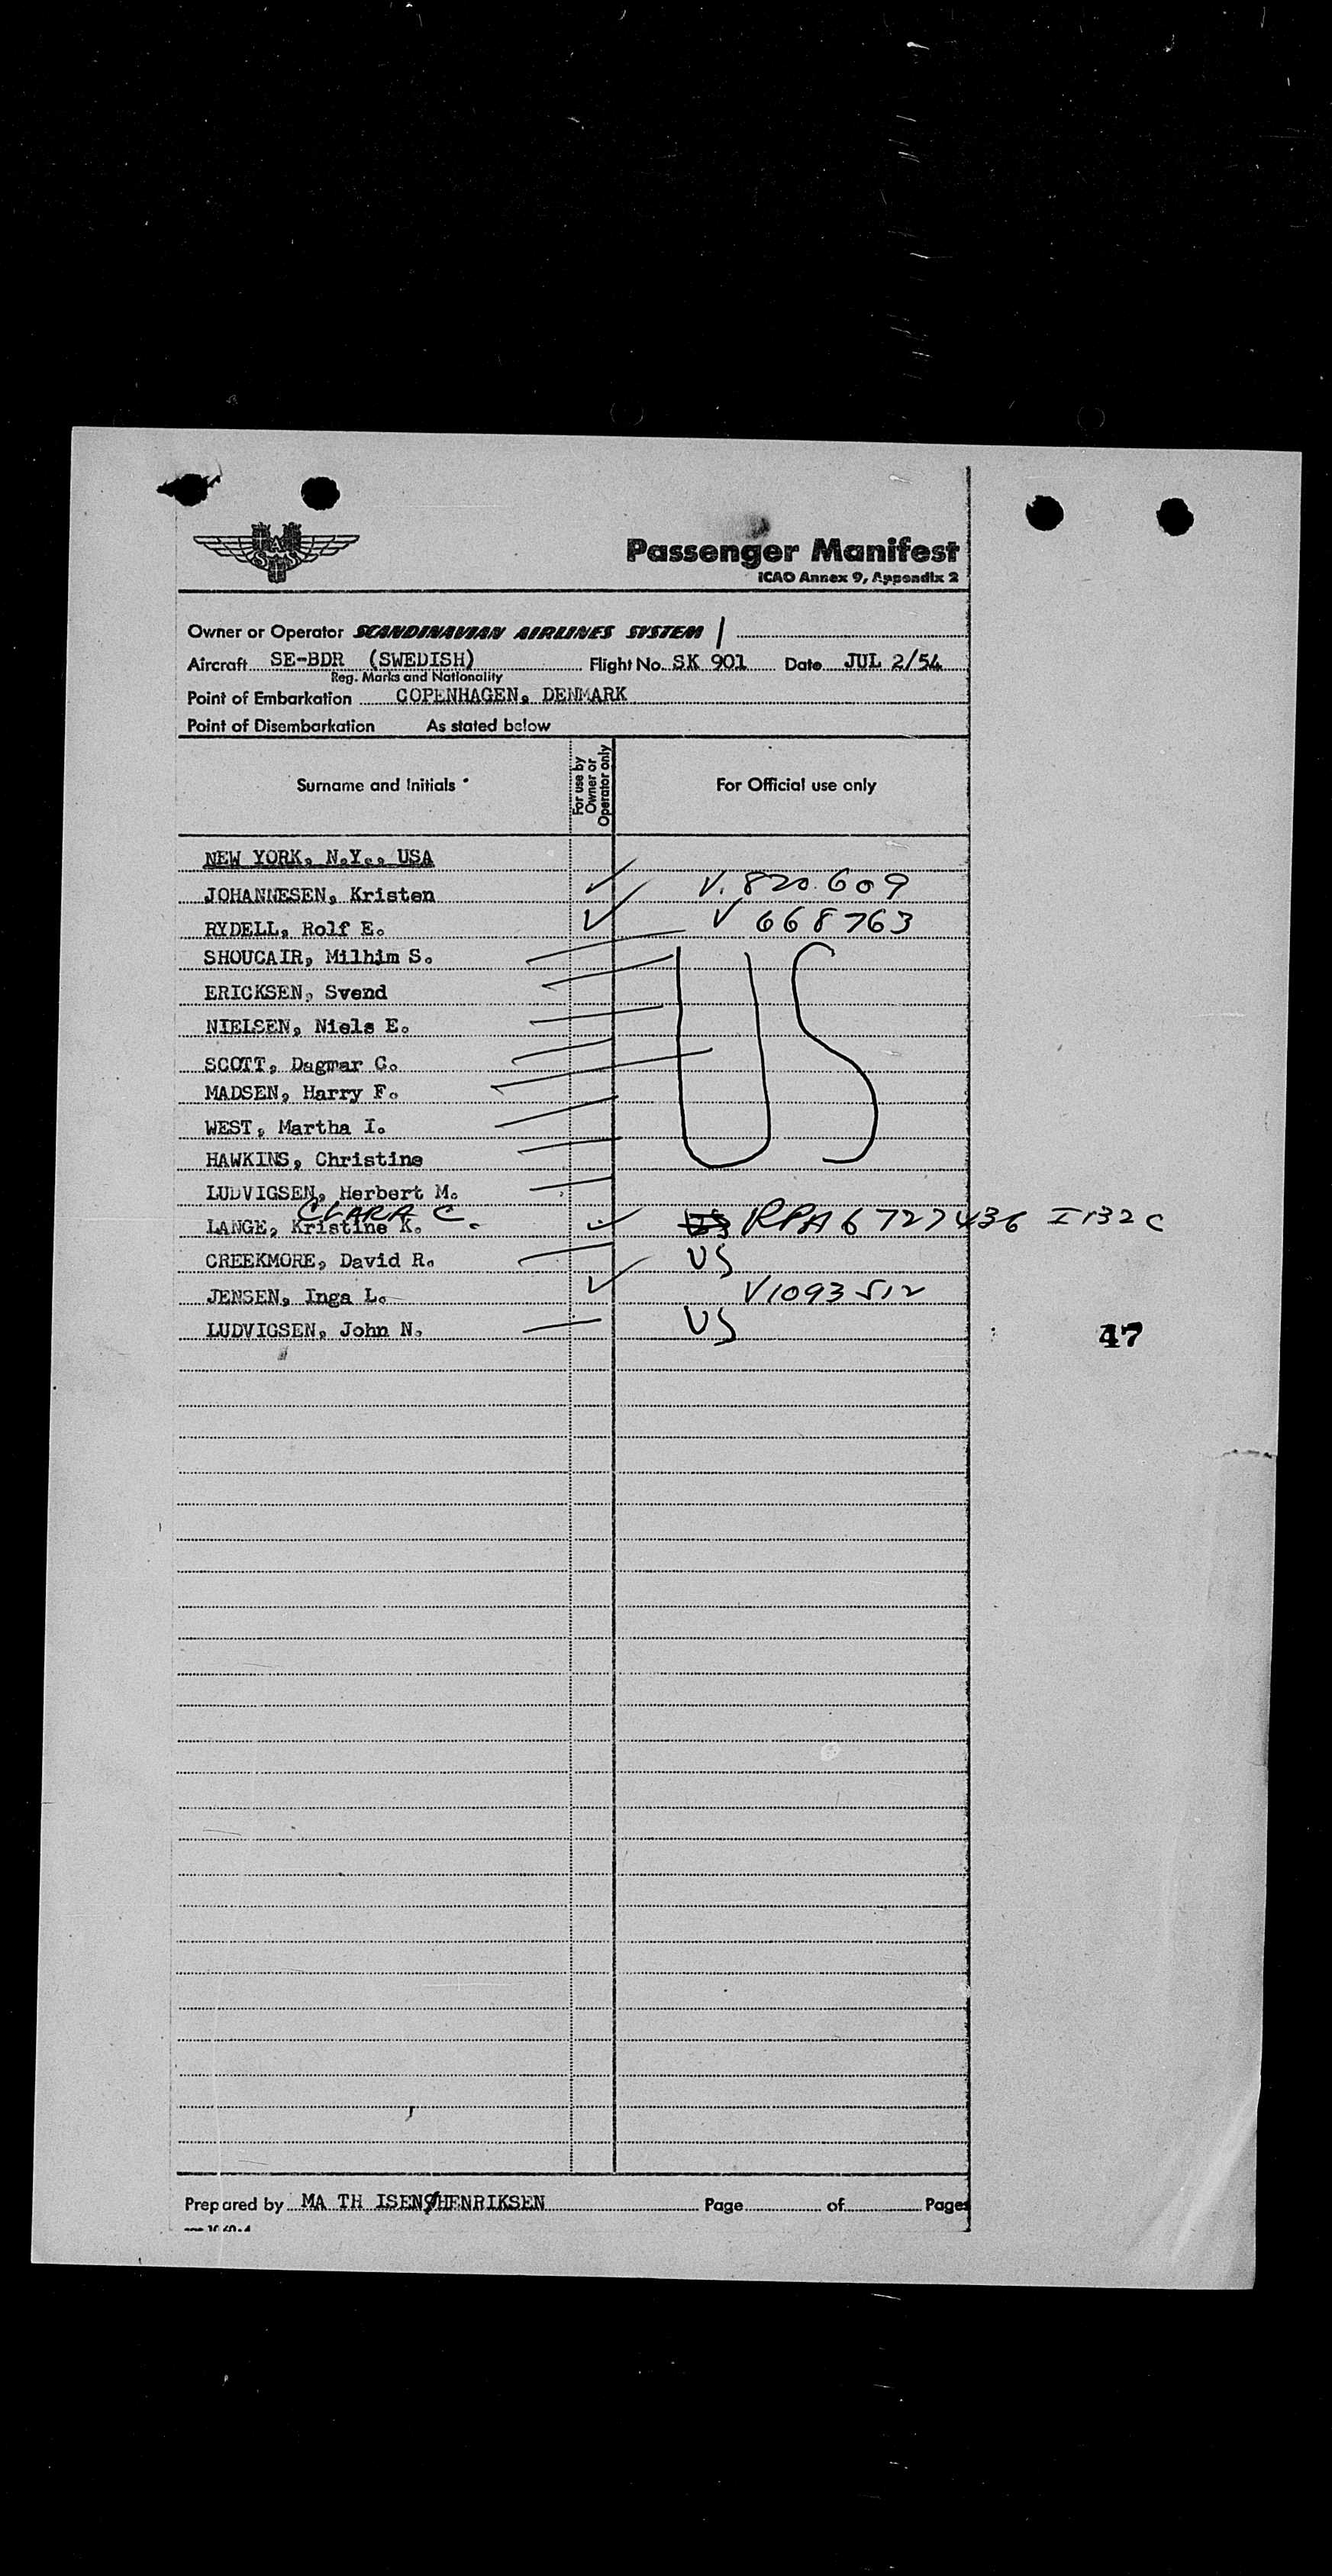 SAS
Passenger Manifest
ICAO Annex 9, Appendix 2
Owner or Operator SCANDINAVIAN AIRLINES SYSTEM
Aircraft SE-BDR (SWEDISH) Flight No. SK 901 Date JUL 2/54
Reg. Marks and Nationality
Point of Embarkation COPENHAGEN, DENMARK
Point of Disembarkation As stated below
Surname and Initials For use by Owner or Operator only For Official use only
NEW YORK, N.Y., USA
JOHANNESEN, Kristen ✓ V. 820 609
RYDELL, Rolf E. ✓ V 668763
SHOUCAIR, Milhim S.
ERICKSEN, Svend
NIELSEN, Niels E.
SCOTT, Dagmar C.
US
MADSEN, Harry F.
WEST, Martha I.
HAWKINS, Christine
LUDVIGSEN, Herbert M.
CLARA C.
LANGE, Kristine K. ✓ US RPA 6727436 I132C
CREEKMORE, David R. US
JENSEN, Inga L. ✓ V1093512
LUDVIGSEN, John N. US
47
Prepared by MA TH ISEN/HENRIKSEN Page of Pages